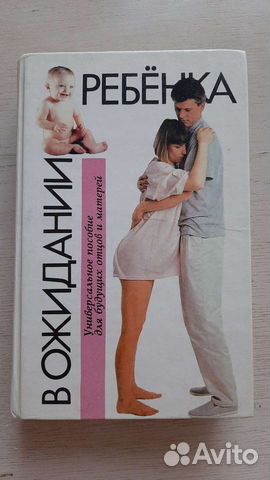 В ОЖИДАНИИ
РЕБЁНКА
Универсальное пособие
для будущих отцов и матерей
Avito